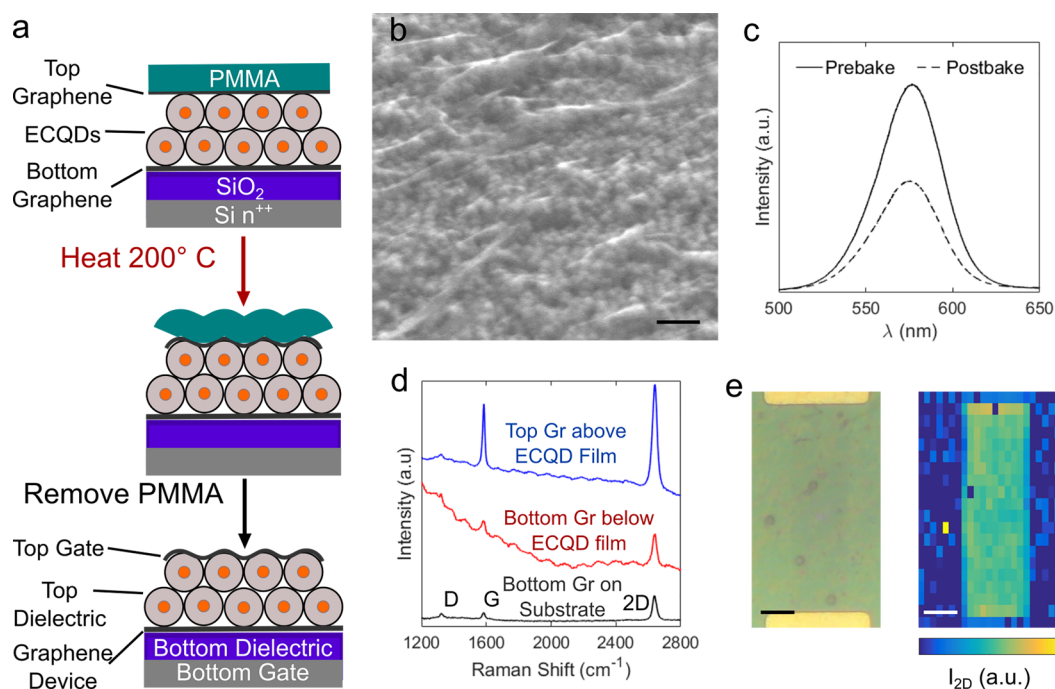 a
Top
Graphene
PMMA
ECQDs
Bottom
Graphene
SiO₂
Si n⁺⁺
Heat 200° C
Remove PMMA
Top Gate
Top
Dielectric
Graphene
Device
Bottom Dielectric
Bottom Gate
b
c
Prebake
Postbake
Intensity (a.u.)
500
550
600
650
λ (nm)
d
Top Gr above
ECQD Film
Bottom Gr below
ECQD film
Bottom Gr on
Substrate
D
G
2D
Intensity (a.u)
1200
1600
2000
2400
2800
Raman Shift (cm⁻¹)
e
I₂D (a.u.)